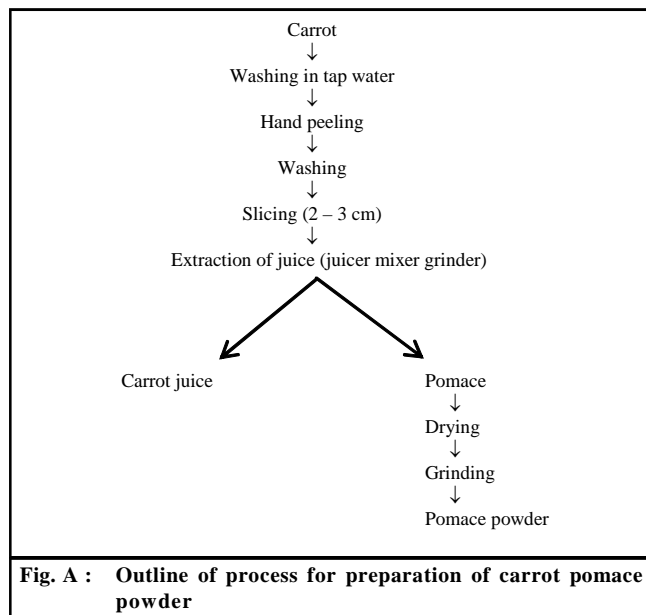 Carrot
↓
Washing in tap water
↓
Hand peeling
↓
Washing
↓
Slicing (2 – 3 cm)
↓
Extraction of juice (juicer mixer grinder)
Carrot juice
Pomace
↓
Drying
↓
Grinding
↓
Pomace powder
Fig. A : Outline of process for preparation of carrot pomace
powder